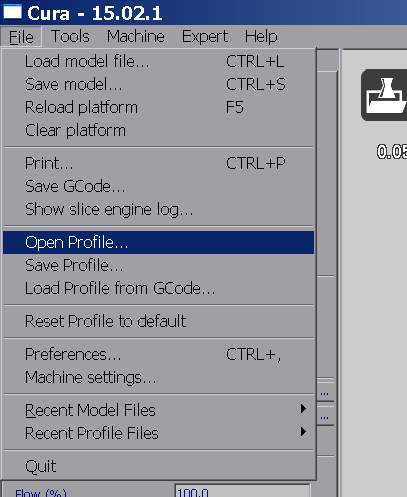 Cura - 15.02.1
File Tools Machine Expert Help
Load model file... CTRL+L
Save model... CTRL+S
Reload platform F5
Clear platform
0.05
Print... CTRL+P
Save GCode...
Show slice engine log...
Open Profile...
Save Profile...
Load Profile from GCode...
Reset Profile to default
Preferences... CTRL+,
Machine settings...
...
Recent Model Files
...
Recent Profile Files
Quit
Flow (%) 100.0